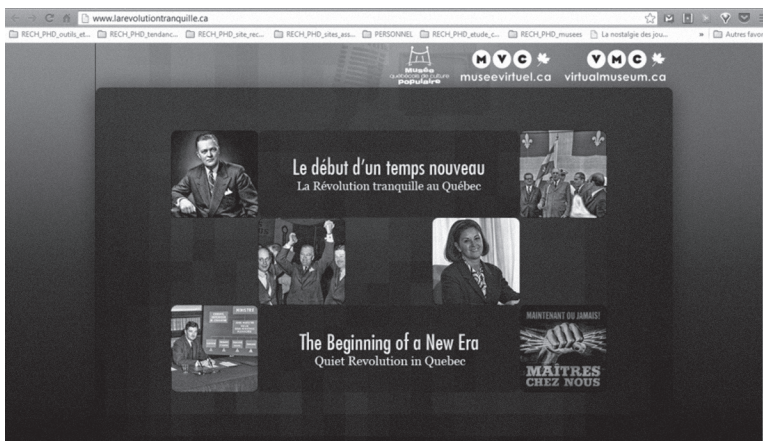 www.larevolutiontranquille.ca
RECH_PHD_outils_et... RECH_PHD_tendanc... RECH_PHD_site_rec... RECH_PHD_sites_ass... PERSONNEL RECH_PHD_etude_c... RECH_PHD_musees La nostalgie des jou... » Autres favor
Musée
québécois de culture
populaire
MVC
museevirtuel.ca
VMC
virtualmuseum.ca
Le début d'un temps nouveau
La Révolution tranquille au Québec
The Beginning of a New Era
Quiet Revolution in Quebec
MAINTENANT OU JAMAIS!
MAÎTRES
CHEZ NOUS